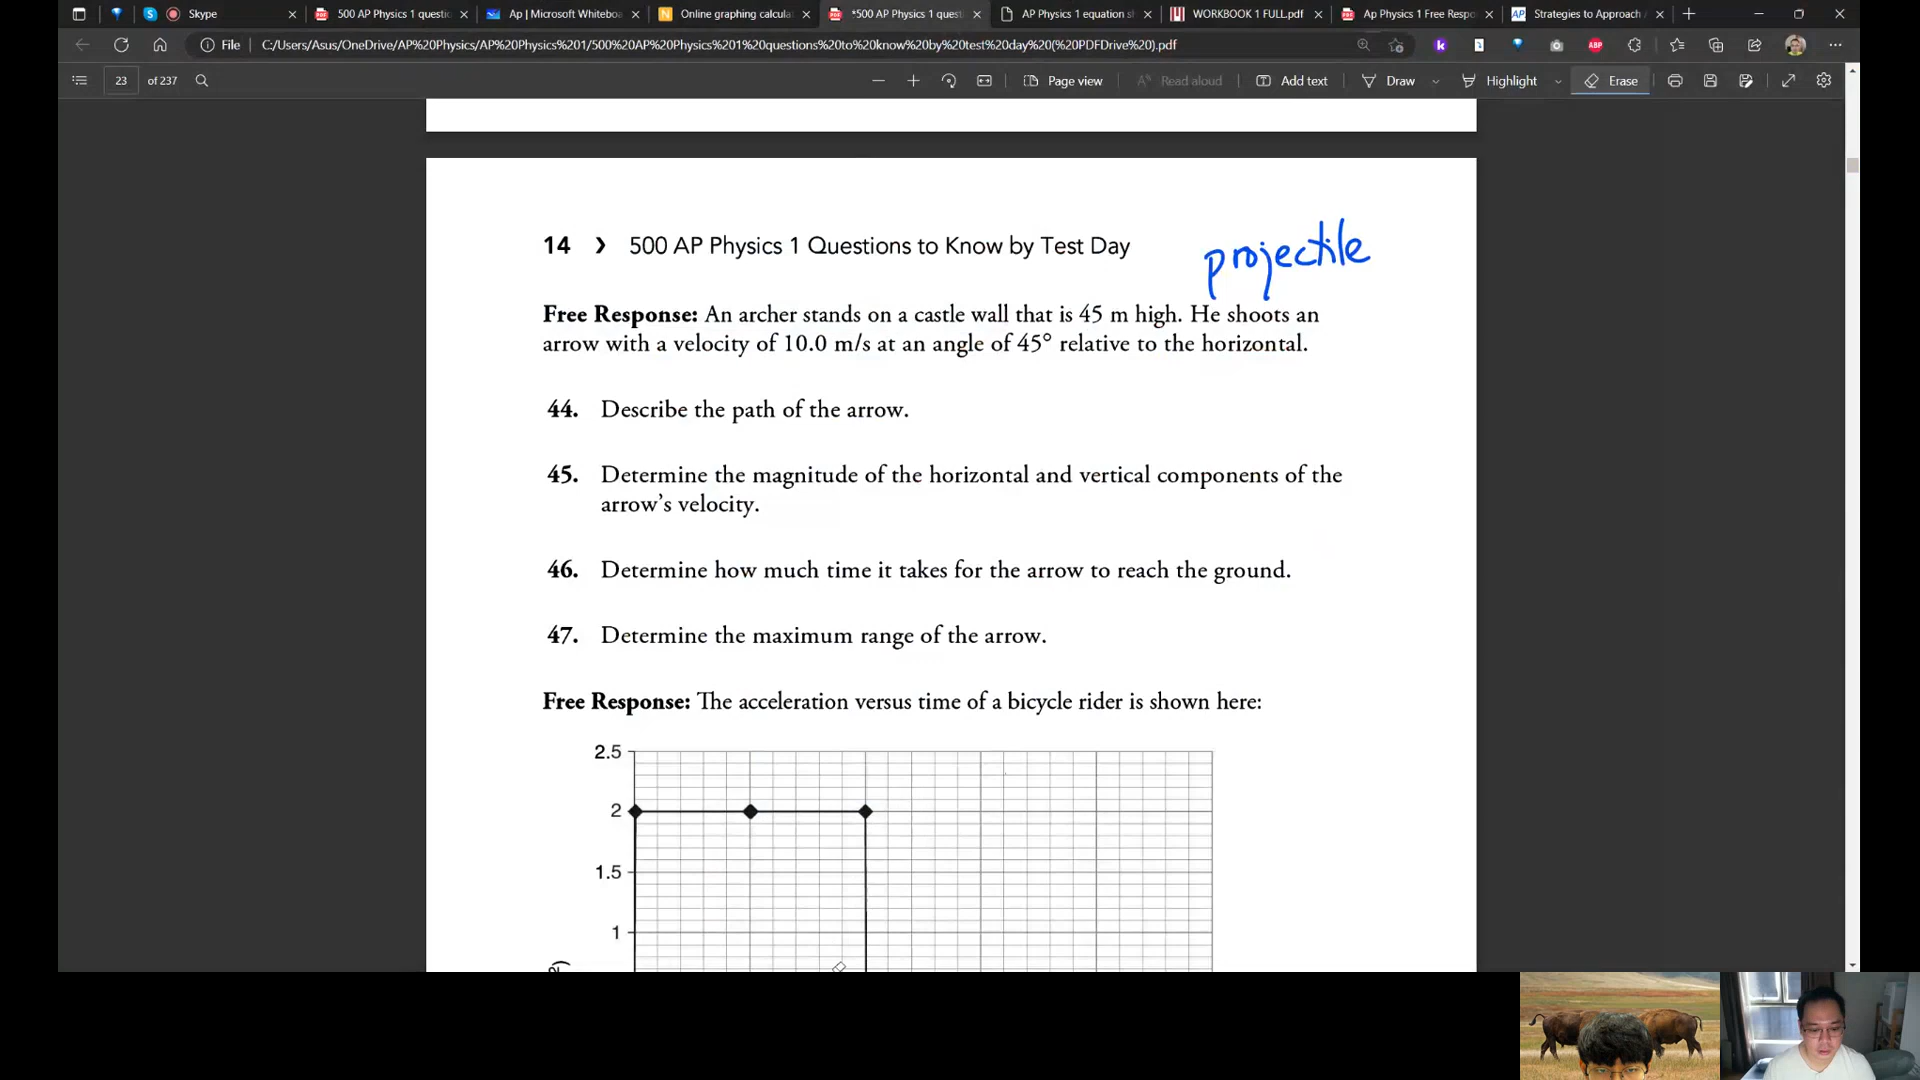 Skype
500 AP Physics 1 questi
Ap | Microsoft Whiteboa
Online graphing calcula
*500 AP Physics 1 quest
AP Physics 1 equation sh
WORKBOOK 1 FULL.pdf
Ap Physics 1 Free Respo
Strategies to Approach
File C:/Users/Asus/OneDrive/AP%20Physics/AP%20Physics%201/500%20AP%20Physics%201%20questions%20to%20know%20by%20test%20day%20(%20PDFDrive%20).pdf
23 of 237
Page view
Read aloud
Add text
Draw
Highlight
Erase
14 ❯ 500 AP Physics 1 Questions to Know by Test Day
projectile
Free Response: An archer stands on a castle wall that is 45 m high. He shoots an
arrow with a velocity of 10.0 m/s at an angle of 45° relative to the horizontal.
44. Describe the path of the arrow.
45. Determine the magnitude of the horizontal and vertical components of the
arrow’s velocity.
46. Determine how much time it takes for the arrow to reach the ground.
47. Determine the maximum range of the arrow.
Free Response: The acceleration versus time of a bicycle rider is shown here:
2.5
2
1.5
1